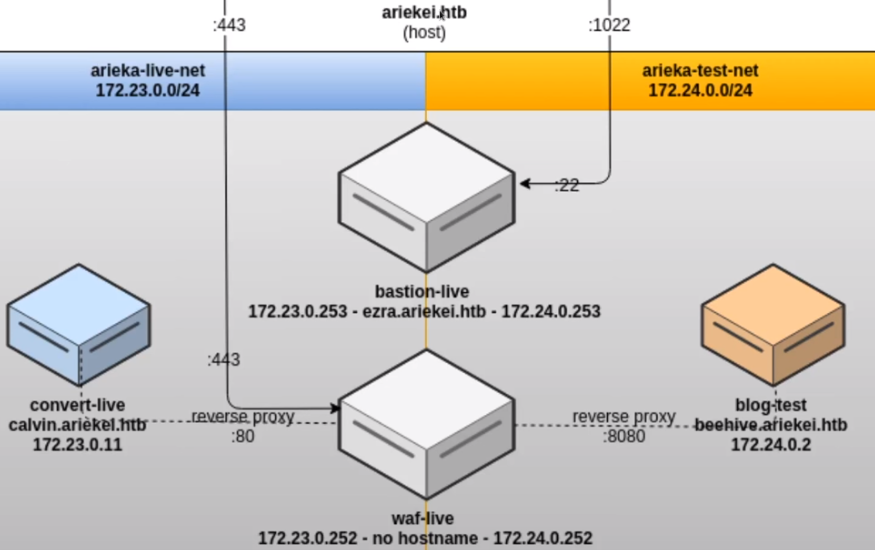 ariekei.htb
(host)
:443
:1022
arieka-live-net
172.23.0.0/24
arieka-test-net
172.24.0.0/24
:22
bastion-live
172.23.0.253 - ezra.ariekei.htb - 172.24.0.253
:443
convert-live
calvin.ariekei.htb
172.23.0.11
reverse proxy
:80
reverse proxy
:8080
blog-test
beehive.ariekei.htb
172.24.0.2
waf-live
172.23.0.252 - no hostname - 172.24.0.252